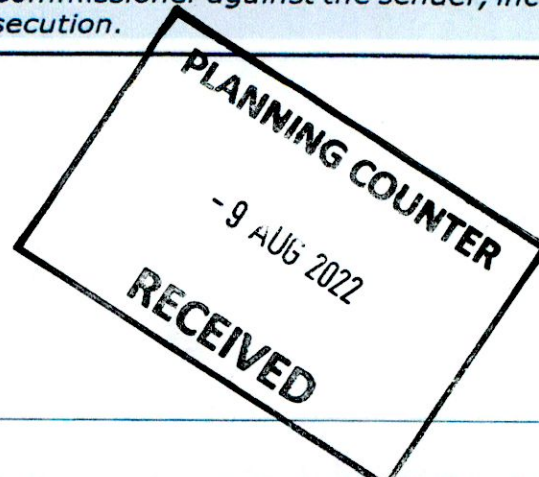 commissioner against the sender, inc
secution.
PLANNING COUNTER
- 9 AUG 2022
RECEIVED